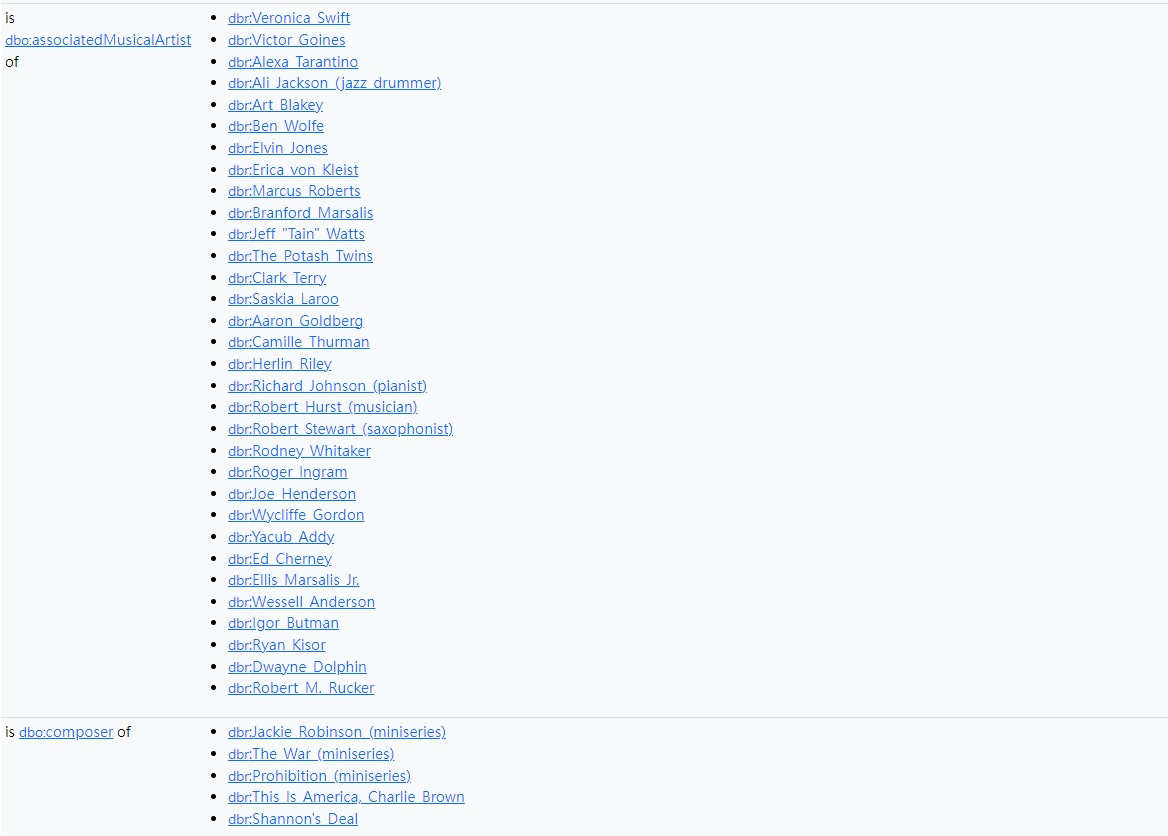 is
dbo:associatedMusicalArtist
of
dbr:Veronica_Swift
dbr:Victor_Goines
dbr:Alexa_Tarantino
dbr:Ali_Jackson_(jazz_drummer)
dbr:Art_Blakey
dbr:Ben_Wolfe
dbr:Elvin_Jones
dbr:Erica_von_Kleist
dbr:Marcus_Roberts
dbr:Branford_Marsalis
dbr:Jeff_"Tain"_Watts
dbr:The_Potash_Twins
dbr:Clark_Terry
dbr:Saskia_Laroo
dbr:Aaron_Goldberg
dbr:Camille_Thurman
dbr:Herlin_Riley
dbr:Richard_Johnson_(pianist)
dbr:Robert_Hurst_(musician)
dbr:Robert_Stewart_(saxophonist)
dbr:Rodney_Whitaker
dbr:Roger_Ingram
dbr:Joe_Henderson
dbr:Wycliffe_Gordon
dbr:Yacub_Addy
dbr:Ed_Cherney
dbr:Ellis_Marsalis_Jr.
dbr:Wessell_Anderson
dbr:Igor_Butman
dbr:Ryan_Kisor
dbr:Dwayne_Dolphin
dbr:Robert_M._Rucker
is dbo:composer of
dbr:Jackie_Robinson_(miniseries)
dbr:The_War_(miniseries)
dbr:Prohibition_(miniseries)
dbr:This_Is_America,_Charlie_Brown
dbr:Shannon's_Deal